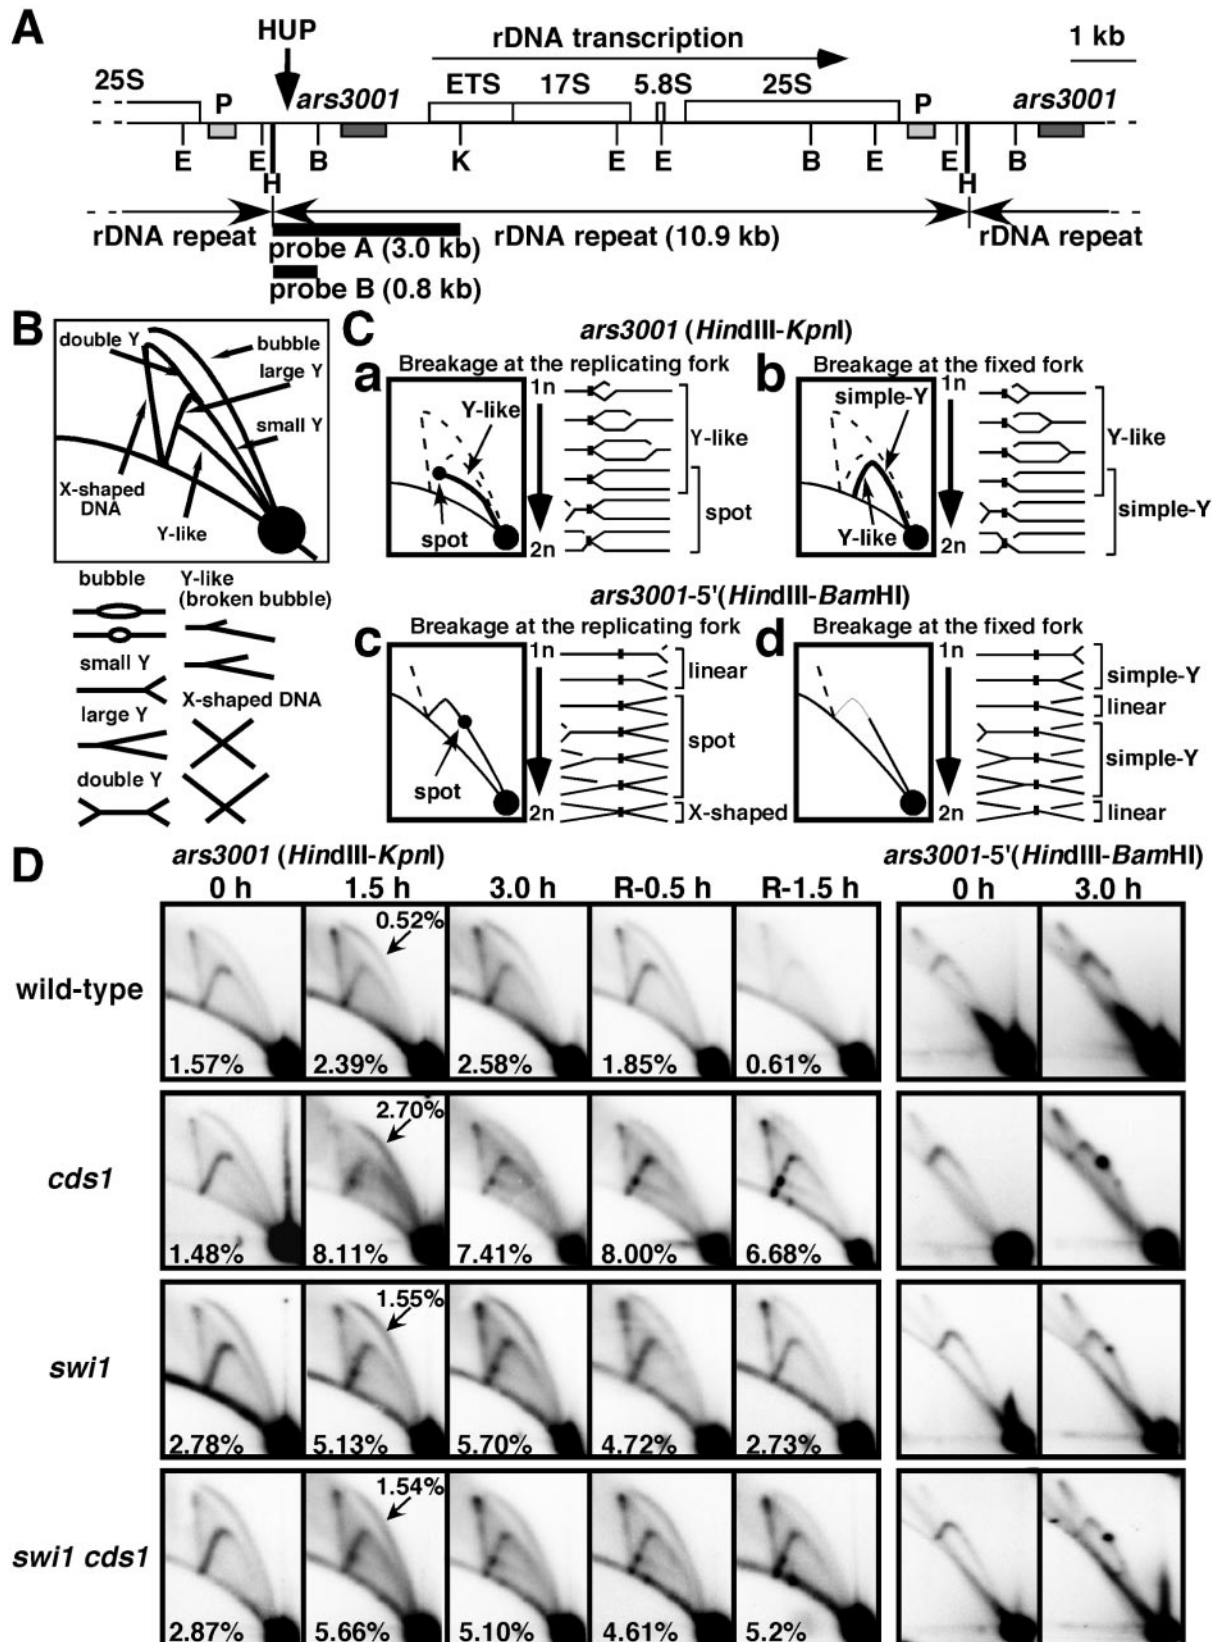 A
HUP
rDNA transcription
1 kb
25S
P
ars3001
ETS
17S
5.8S
25S
P
ars3001
E
E
B
K
E
E
B
E
E
B
H
H
rDNA repeat
probe A (3.0 kb)
rDNA repeat (10.9 kb)
rDNA repeat
probe B (0.8 kb)
B
double Y
bubble
large Y
small Y
X-shaped
DNA
Y-like
bubble
Y-like
(broken bubble)
small Y
large Y
X-shaped DNA
double Y
C
ars3001 (HindIII-KpnI)
a
Breakage at the replicating fork
1n
Y-like
Y-like
spot
spot
2n
b
Breakage at the fixed fork
simple-Y
1n
Y-like
Y-like
simple-Y
2n
ars3001-5'(HindIII-BamHI)
c
Breakage at the replicating fork
1n
linear
spot
spot
2n
X-shaped
d
Breakage at the fixed fork
1n
simple-Y
linear
simple-Y
2n
linear
D
ars3001 (HindIII-KpnI)
ars3001-5'(HindIII-BamHI)
0 h
1.5 h
3.0 h
R-0.5 h
R-1.5 h
0 h
3.0 h
wild-type
0.52%
1.57%
2.39%
2.58%
1.85%
0.61%
cds1
2.70%
1.48%
8.11%
7.41%
8.00%
6.68%
swi1
1.55%
2.78%
5.13%
5.70%
4.72%
2.73%
swi1 cds1
1.54%
2.87%
5.66%
5.10%
4.61%
5.2%